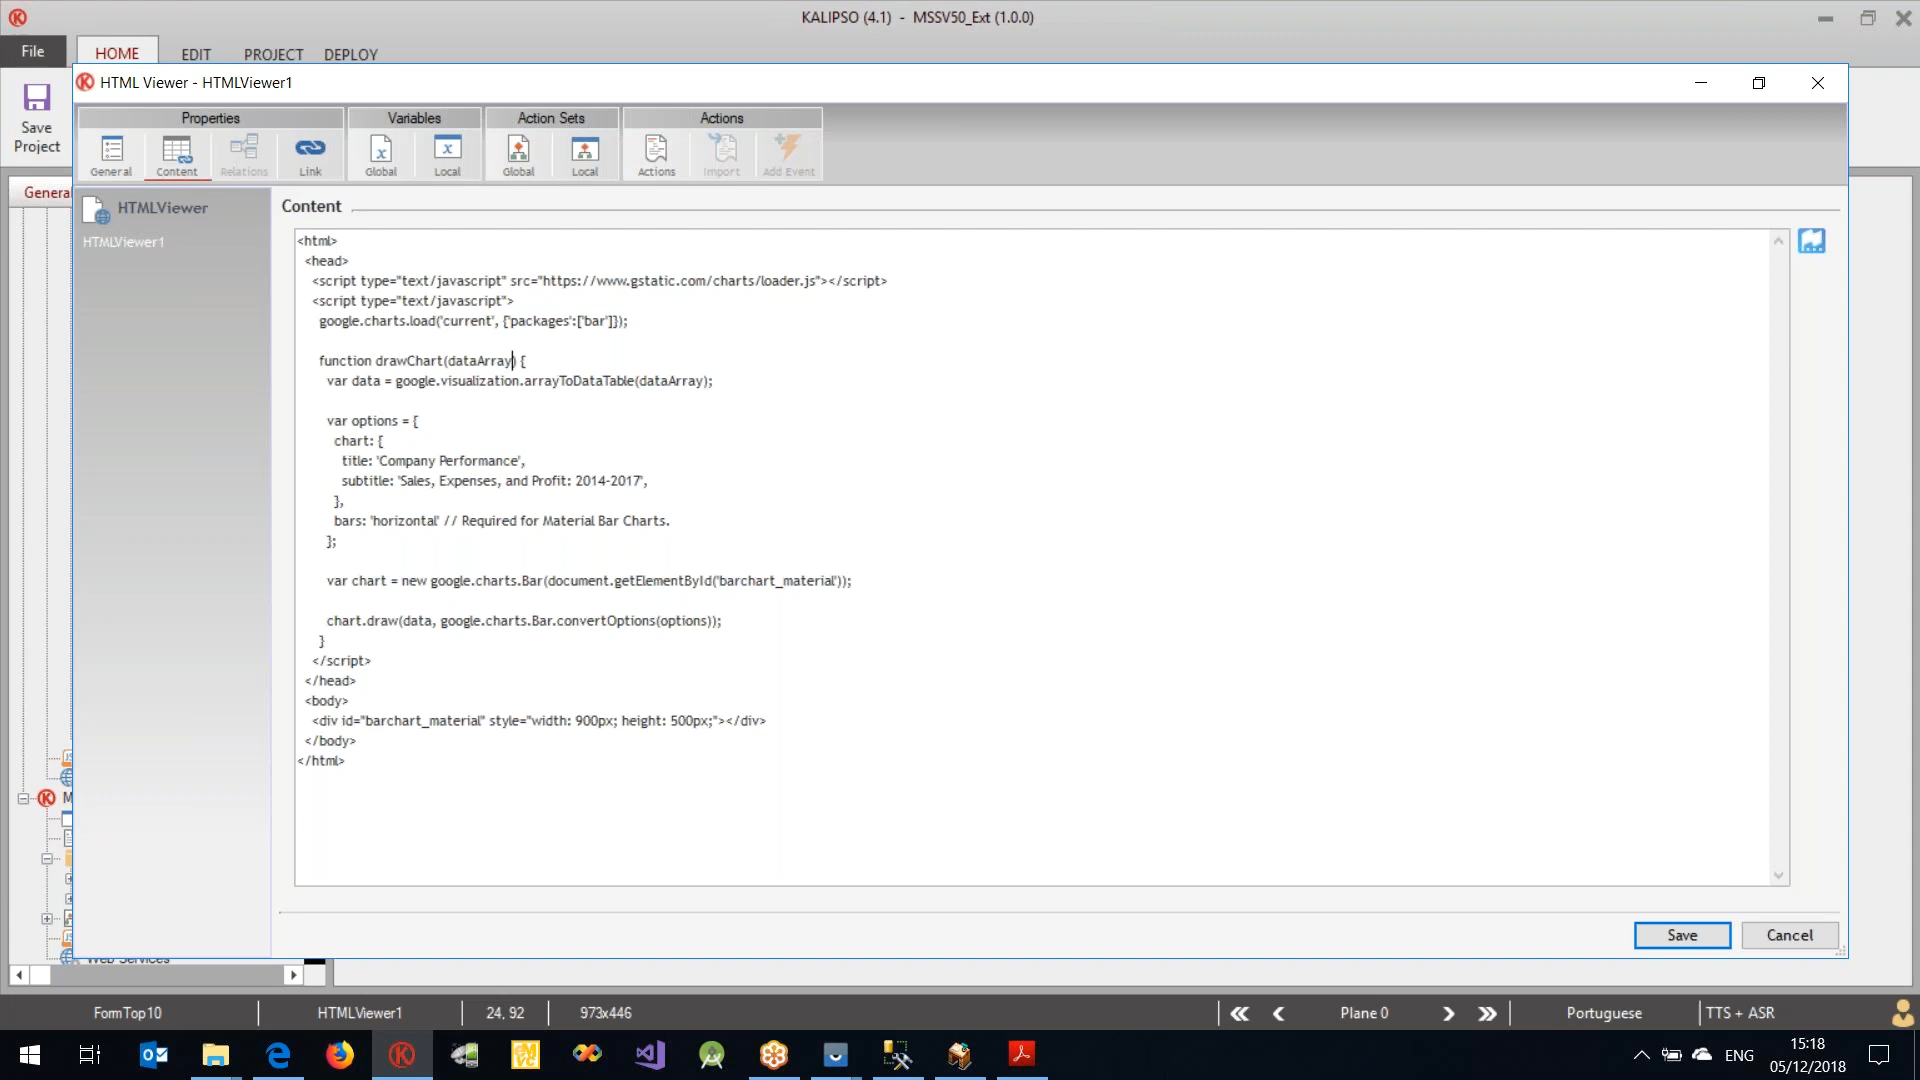 KALIPSO (4.1) - MSSV50_Ext (1.0.0)
File
HOME
EDIT
PROJECT
DEPLOY
HTML Viewer - HTMLViewer1
Save
Project
Properties
Variables
Action Sets
Actions
General
Content
Relations
Link
Global
Local
Global
Local
Actions
Import
Add Event
General
HTMLViewer
HTMLViewer1
Content
<html>
<head>
<script type="text/javascript" src="https://www.gstatic.com/charts/loader.js"></script>
<script type="text/javascript">
google.charts.load('current', {'packages':['bar']});
function drawChart(dataArray) {
var data = google.visualization.arrayToDataTable(dataArray);
var options = {
chart: {
title: 'Company Performance',
subtitle: 'Sales, Expenses, and Profit: 2014-2017',
},
bars: 'horizontal' // Required for Material Bar Charts.
};
var chart = new google.charts.Bar(document.getElementById('barchart_material'));
chart.draw(data, google.charts.Bar.convertOptions(options));
}
</script>
</head>
<body>
<div id="barchart_material" style="width: 900px; height: 500px;"></div>
</body>
</html>
M
Web Services
Save
Cancel
FormTop10
HTMLViewer1
24, 92
973x446
Plane 0
Portuguese
TTS + ASR
ENG
15:18
05/12/2018